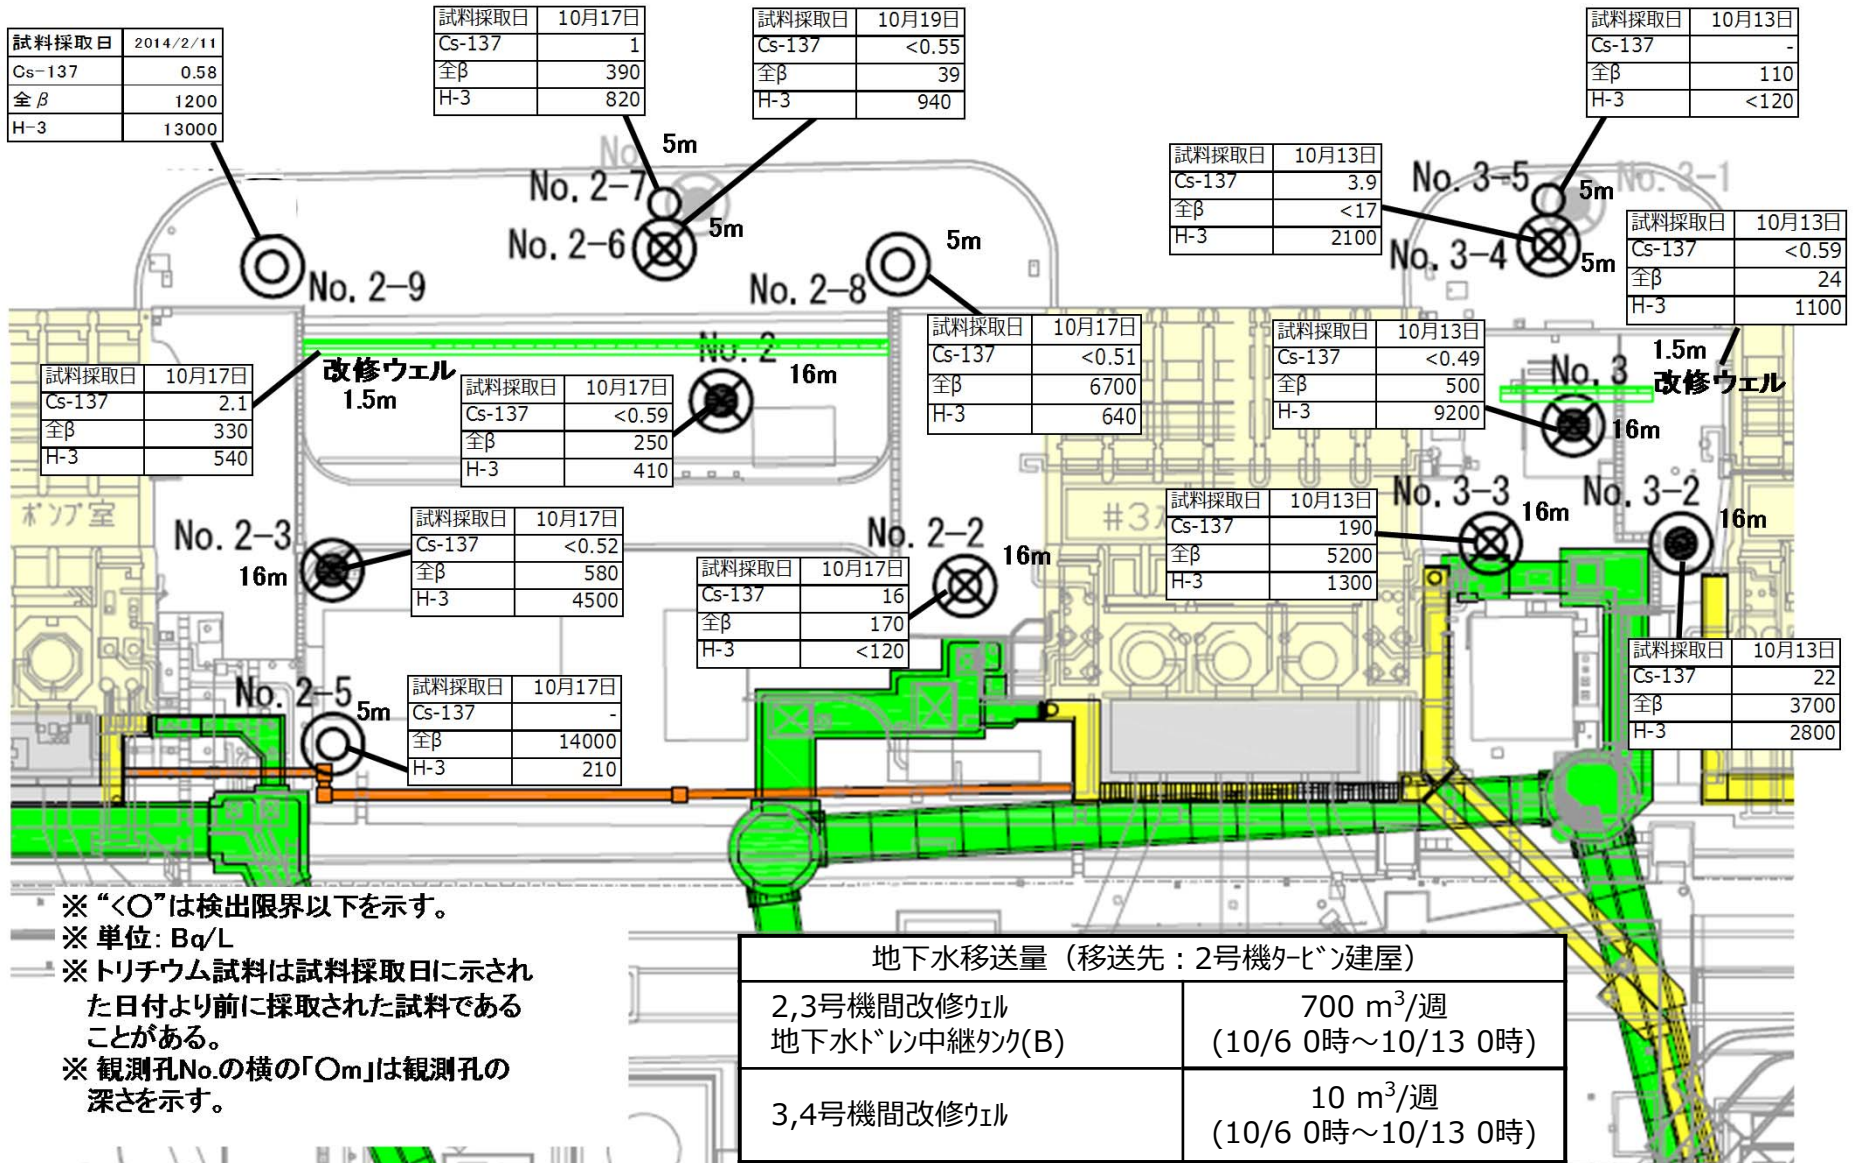 試料採取日 10月17日
Cs-137 1
全β 390
H-3 820
試料採取日 10月19日
Cs-137 <0.55
全β 39
H-3 940
試料採取日 10月13日
Cs-137 -
全β 110
H-3 <120
試料採取日 2014/2/11
Cs-137 0.58
全β 1200
H-3 13000
No 5m
No. 2-7
No. 2-6 5m
No. 2-9
No. 2-8 5m
試料採取日 10月13日
Cs-137 3.9
全β <17
H-3 2100
No. 3-5 5m No. 3-1
No. 3-4 5m
試料採取日 10月13日
Cs-137 <0.59
全β 24
H-3 1100
試料採取日 10月17日
Cs-137 2.1
全β 330
H-3 540
改修ウェル
1.5m
No. 2 16m
試料採取日 10月17日
Cs-137 <0.59
全β 250
H-3 410
試料採取日 10月17日
Cs-137 <0.51
全β 6700
H-3 640
試料採取日 10月13日
Cs-137 <0.49
全β 500
H-3 9200
No. 3 16m
1.5m
改修ウェル
ポンプ室
No. 2-3
16m
試料採取日 10月17日
Cs-137 <0.52
全β 580
H-3 4500
No. 2-2 16m
試料採取日 10月17日
Cs-137 16
全β 170
H-3 <120
#3ス
試料採取日 10月13日
Cs-137 190
全β 5200
H-3 1300
No. 3-3 16m
No. 3-2 16m
試料採取日 10月13日
Cs-137 22
全β 3700
H-3 2800
No. 2-5 5m
試料採取日 10月17日
Cs-137 -
全β 14000
H-3 210
※ “<〇”は検出限界以下を示す。
※ 単位: Bq/L
※ トリチウム試料は試料採取日に示され
た日付より前に採取された試料である
ことがある。
※ 観測孔No.の横の「〇m」は観測孔の
深さを示す。
地下水移送量（移送先：2号機ﾀｰﾋﾞﾝ建屋）
2,3号機間改修ｳｪﾙ 700 m³/週
地下水ﾄﾞﾚﾝ中継ﾀﾝｸ(B) (10/6 0時～10/13 0時)
3,4号機間改修ｳｪﾙ 10 m³/週
(10/6 0時～10/13 0時)